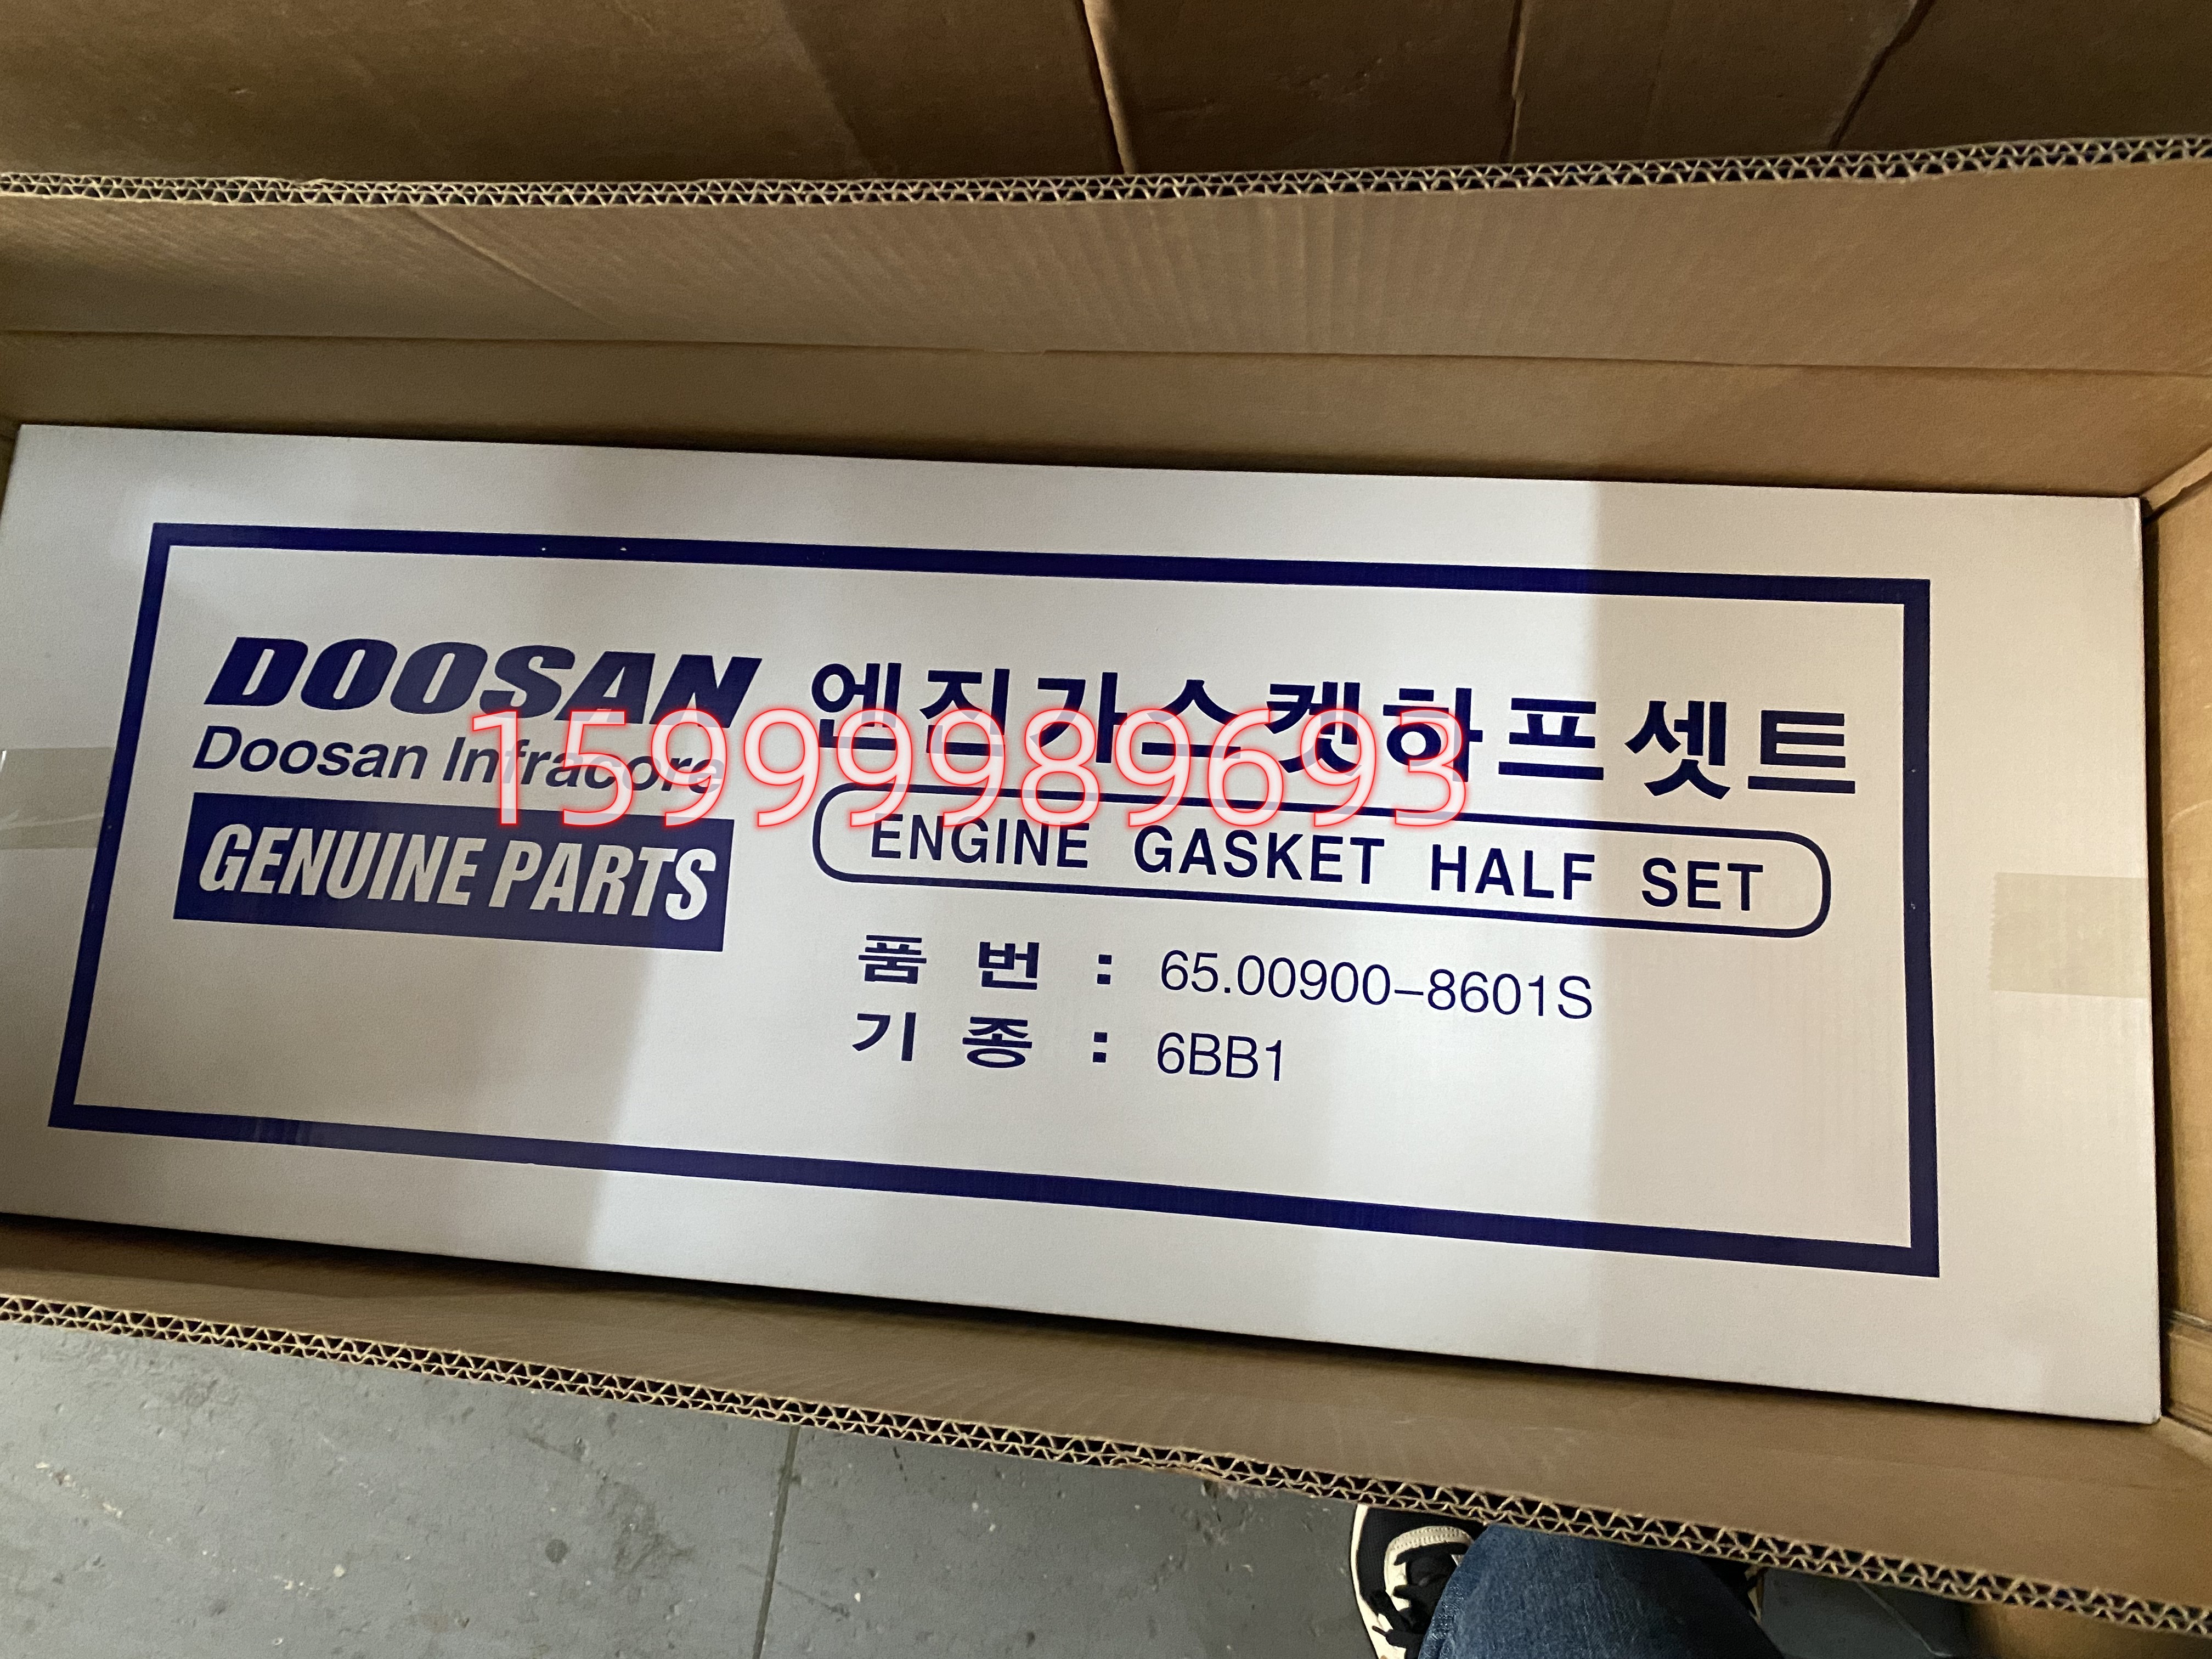 DOOSAN
Doosan Infracore
GENUINE PARTS
엔진가스켓하프셋트
15999989693
ENGINE GASKET HALF SET
품 번 : 65.00900-8601S
기 종 : 6BB1